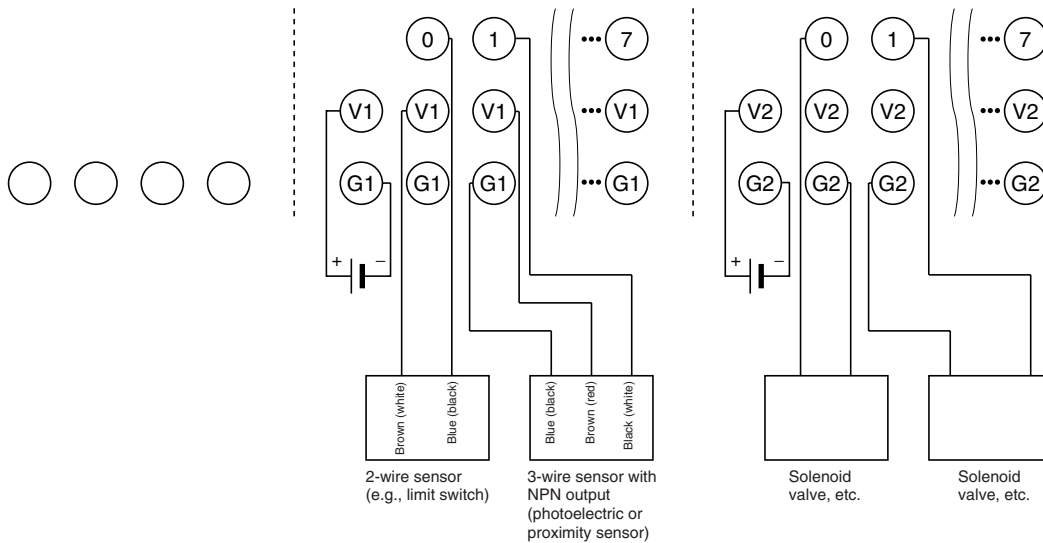 0 1 ••• 7 0 1 ••• 7
V1 V1 V1 ••• V1 V2 V2 V2 ••• V2
G1 G1 G1 ••• G1 G2 G2 G2 ••• G2
+ − + −
Brown (white)
Blue (black)
Blue (black)
Brown (red)
Black (white)
2-wire sensor
(e.g., limit switch)
3-wire sensor with
NPN output
(photoelectric or
proximity sensor)
Solenoid
valve, etc.
Solenoid
valve, etc.